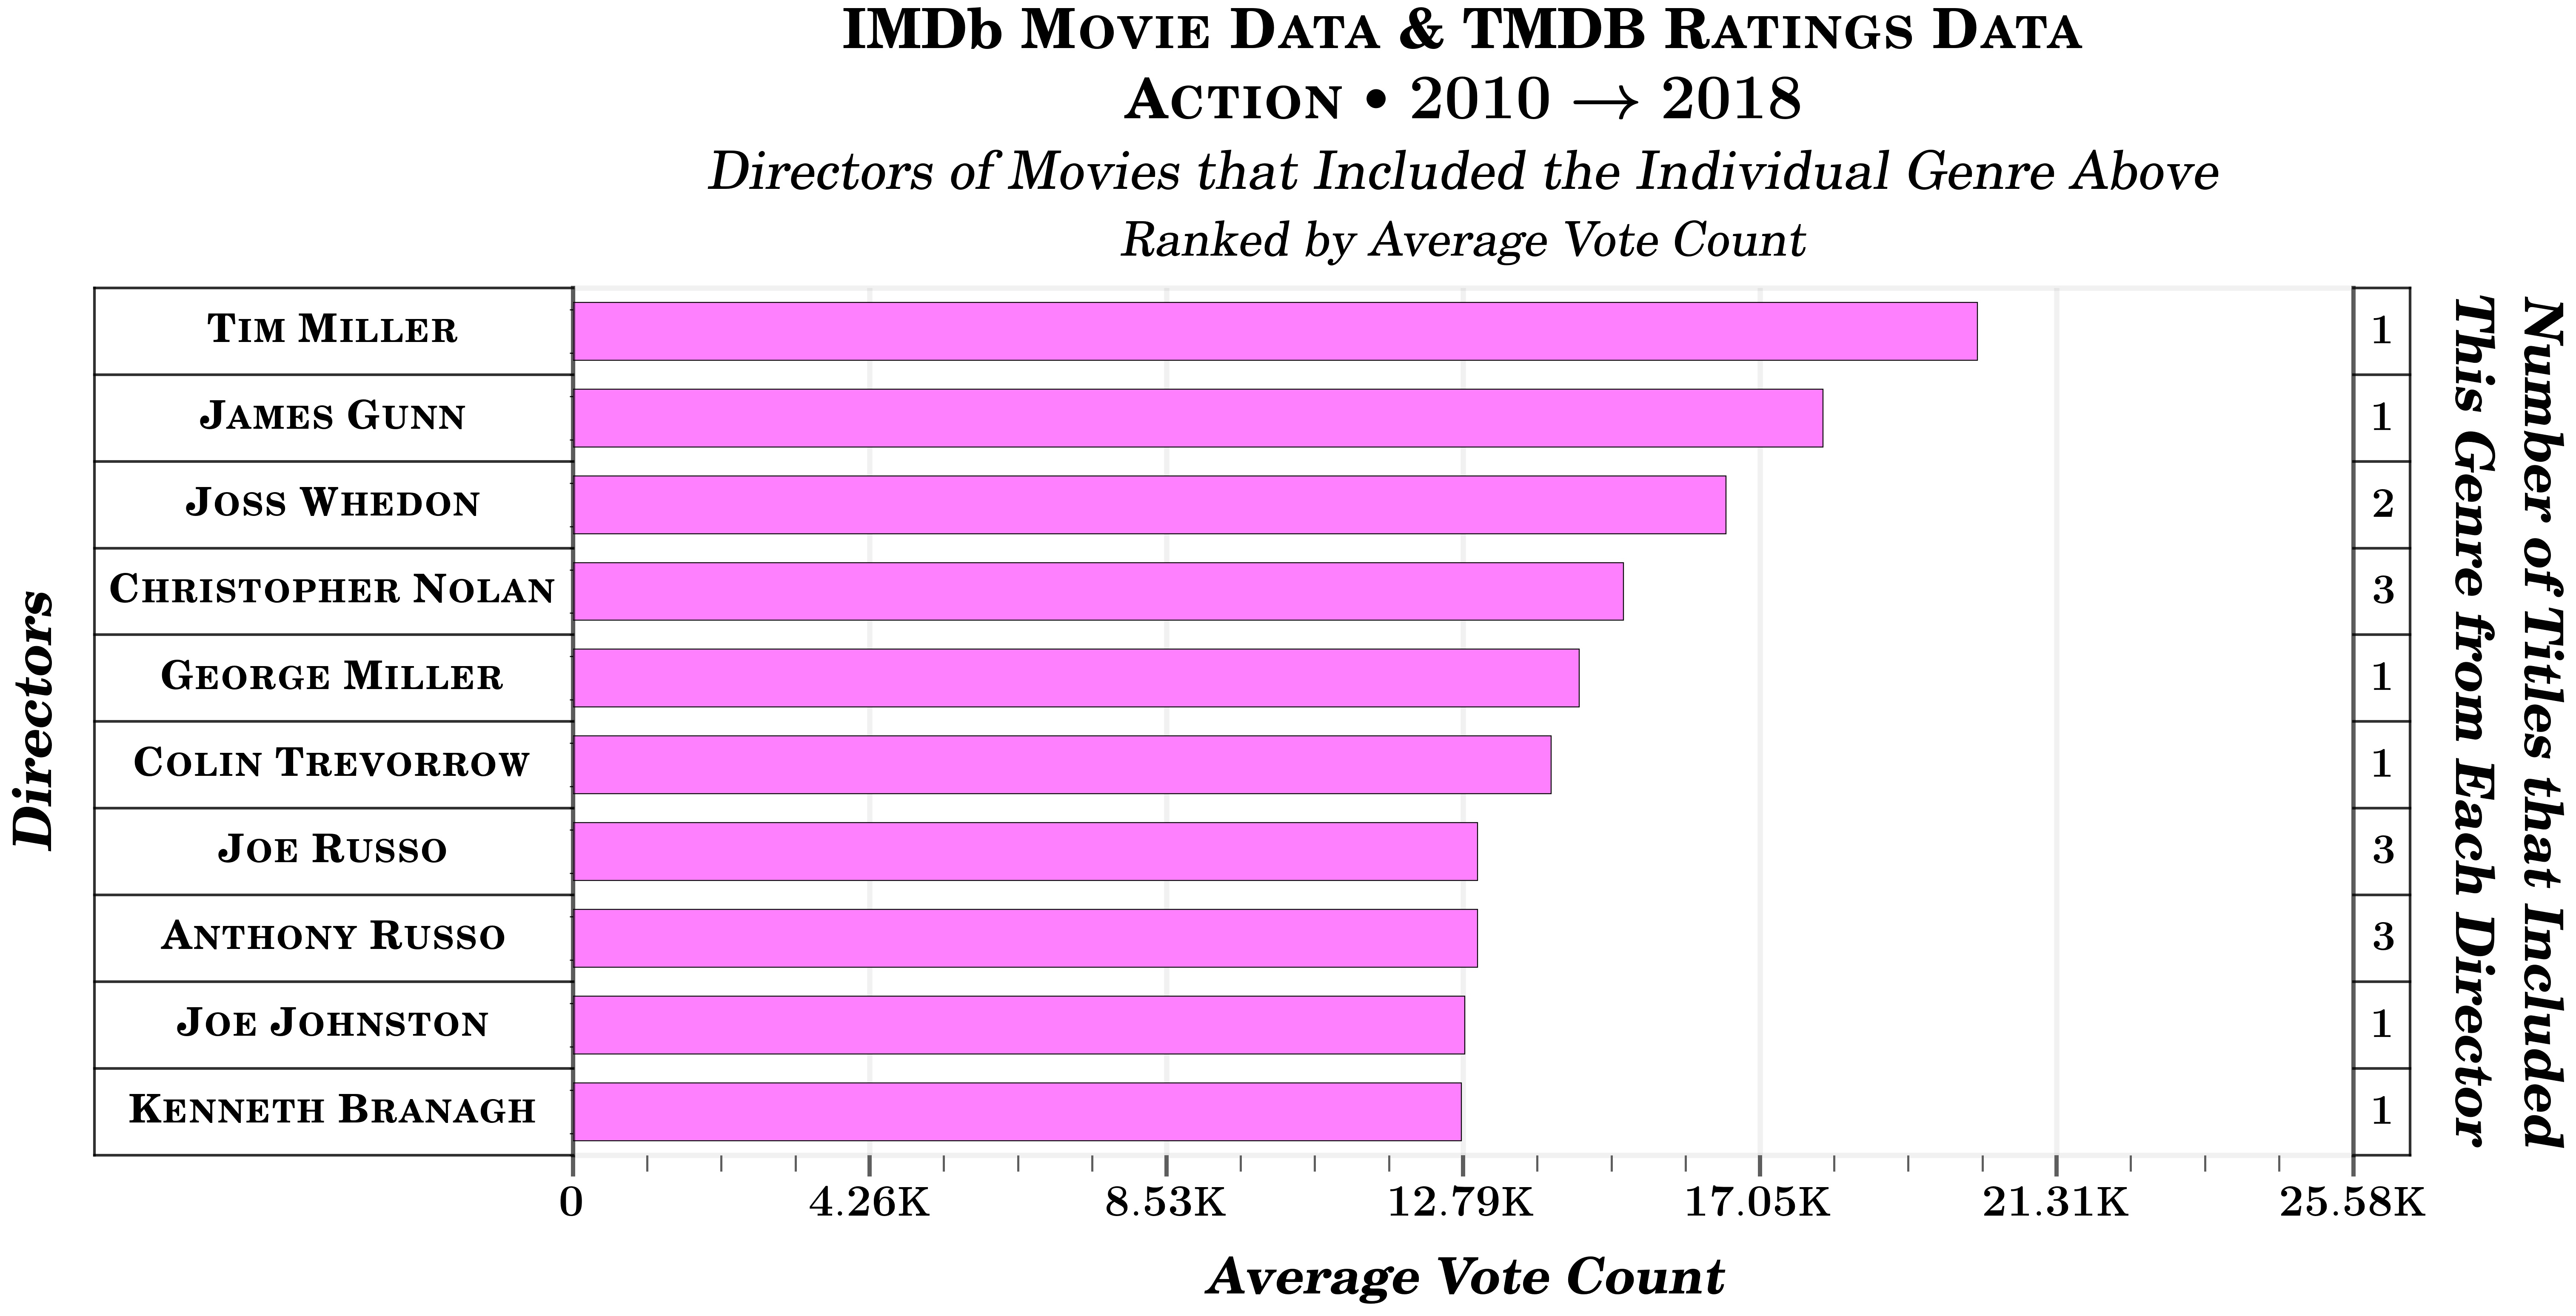 IMDb Movie Data & TMDB Ratings Data
Action • 2010 → 2018
Directors of Movies that Included the Individual Genre Above
Ranked by Average Vote Count
Directors
Tim Miller 1
James Gunn 1
Joss Whedon 2
Christopher Nolan 3
George Miller 1
Colin Trevorrow 1
Joe Russo 3
Anthony Russo 3
Joe Johnston 1
Kenneth Branagh 1
Number of Titles that Included
This Genre from Each Director
0 4.26K 8.53K 12.79K 17.05K 21.31K 25.58K
Average Vote Count